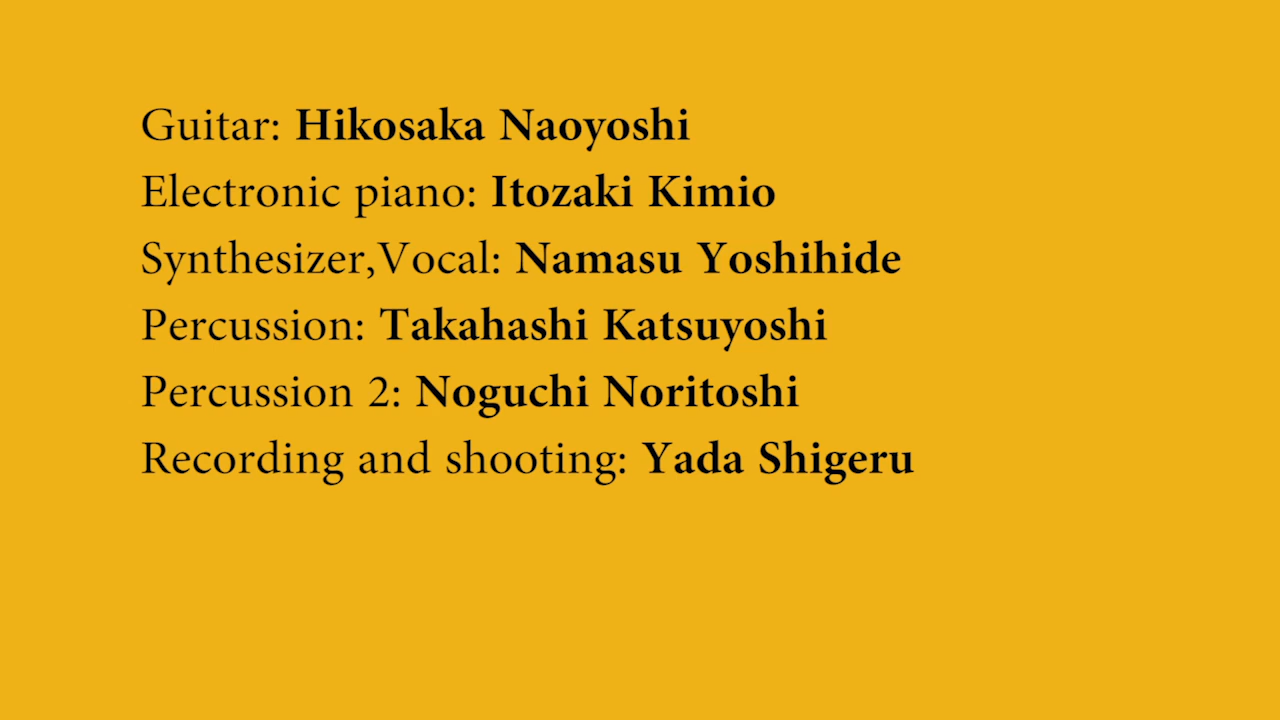 Guitar: Hikosaka Naoyoshi
Electronic piano: Itozaki Kimio
Synthesizer,Vocal: Namasu Yoshihide
Percussion: Takahashi Katsuyoshi
Percussion 2: Noguchi Noritoshi
Recording and shooting: Yada Shigeru